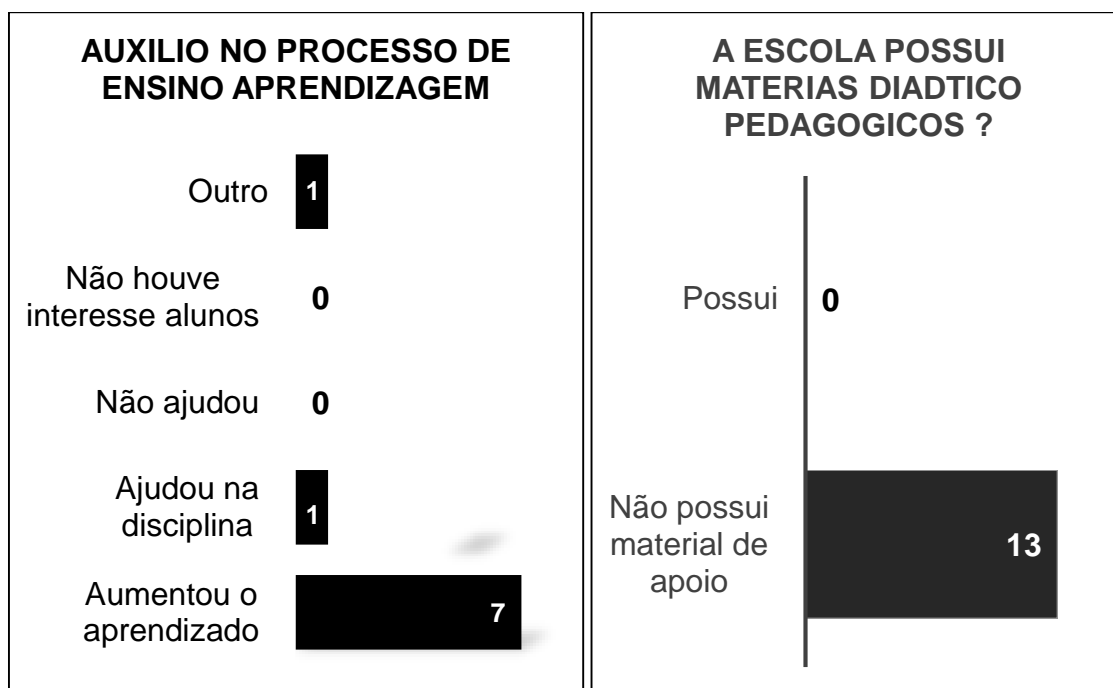 AUXILIO NO PROCESSO DE
ENSINO APRENDIZAGEM
Outro
1
Não houve
interesse alunos
0
Não ajudou
0
Ajudou na
disciplina
1
Aumentou o
aprendizado
7
A ESCOLA POSSUI
MATERIAS DIADTICO
PEDAGOGICOS ?
Possui
0
Não possui
material de
apoio
13